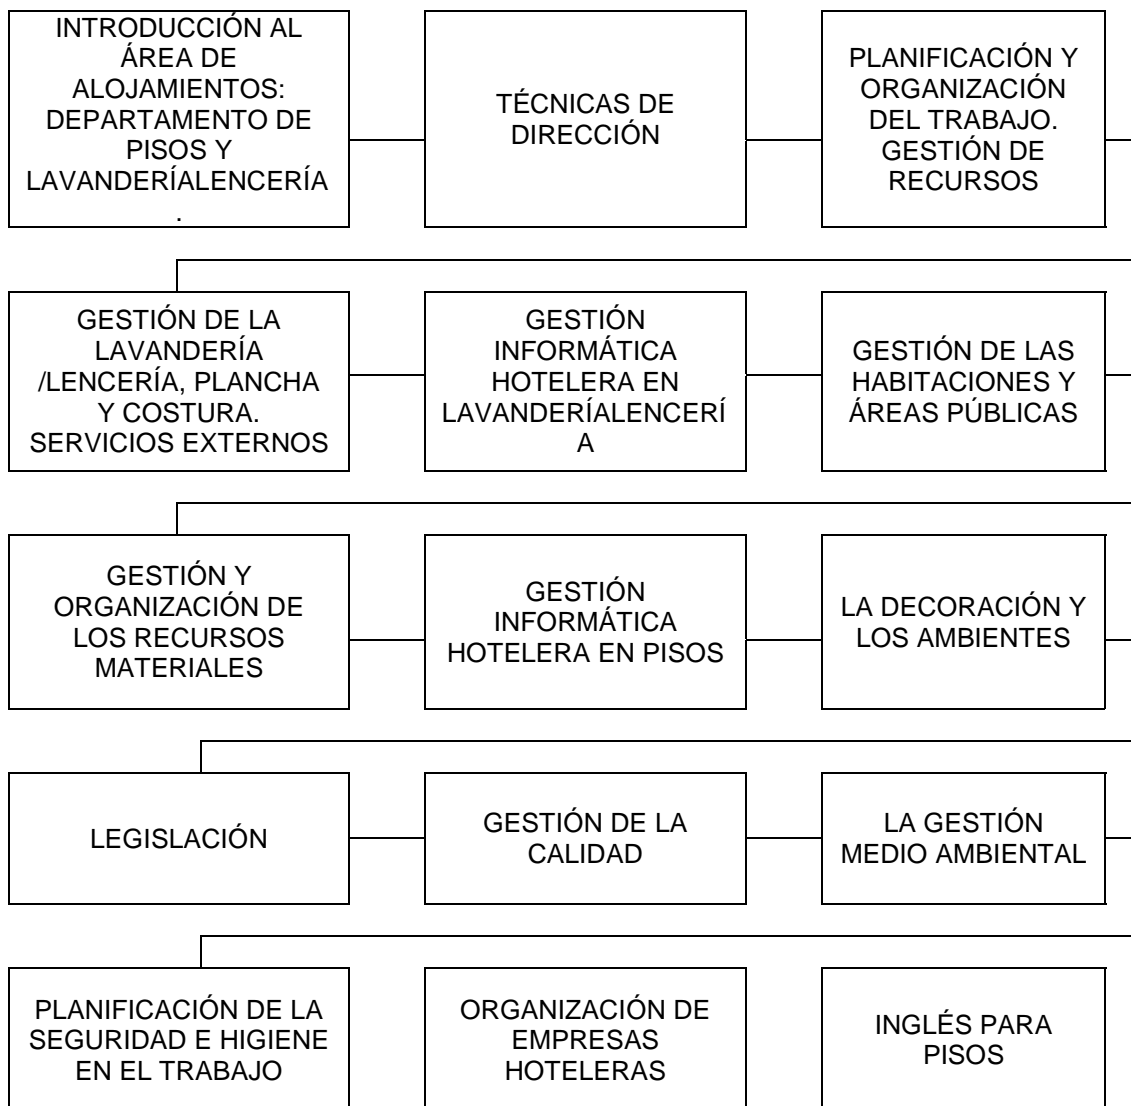 INTRODUCCIÓN AL
ÁREA DE
ALOJAMIENTOS:
DEPARTAMENTO DE
PISOS Y
LAVANDERÍALENCERÍA
.
TÉCNICAS DE
DIRECCIÓN
PLANIFICACIÓN Y
ORGANIZACIÓN
DEL TRABAJO.
GESTIÓN DE
RECURSOS
GESTIÓN DE LA
LAVANDERÍA
/LENCERÍA, PLANCHA
Y COSTURA.
SERVICIOS EXTERNOS
GESTIÓN
INFORMÁTICA
HOTELERA EN
LAVANDERÍALENCERÍ
A
GESTIÓN DE LAS
HABITACIONES Y
ÁREAS PÚBLICAS
GESTIÓN Y
ORGANIZACIÓN DE
LOS RECURSOS
MATERIALES
GESTIÓN
INFORMÁTICA
HOTELERA EN PISOS
LA DECORACIÓN Y
LOS AMBIENTES
LEGISLACIÓN
GESTIÓN DE LA
CALIDAD
LA GESTIÓN
MEDIO AMBIENTAL
PLANIFICACIÓN DE LA
SEGURIDAD E HIGIENE
EN EL TRABAJO
ORGANIZACIÓN DE
EMPRESAS
HOTELERAS
INGLÉS PARA
PISOS